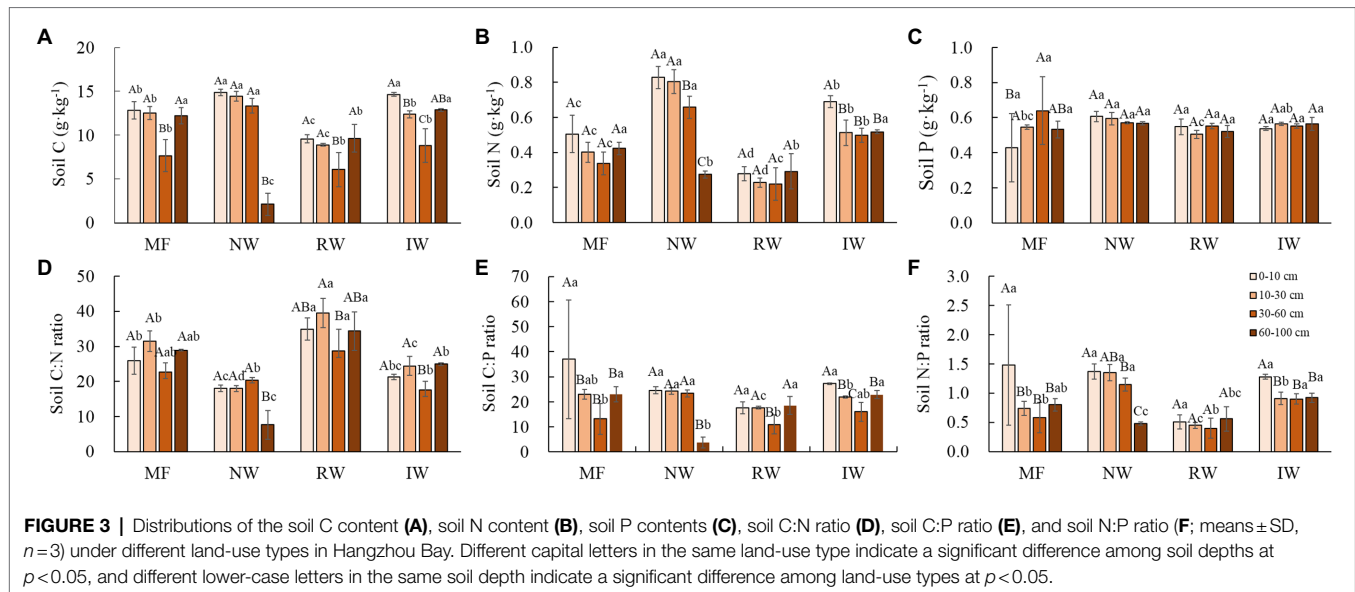 A
B
C
Soil C (g·kg-1)
20
15
10
5
0
Ab Ab Bb Aa
Aa Aa Aa Bc
Ac Ac Bb Ab
Aa Bb Cb ABa
MF NW RW IW
Soil N (g·kg-1)
1.0
0.8
0.6
0.4
0.2
0.0
Ac Ac Ac Aa
Aa Aa Ba Cb
Ad Ad Ac Ab
Ab Bb Bb Ba
MF NW RW IW
Soil P (g·kg-1)
1.0
0.8
0.6
0.4
0.2
0.0
Ba Abc Aa ABa
Aa Aa Aa Aa
Aa Ac Aa Aa
Aa Aab Aa Aa
MF NW RW IW
D
E
F
Soil C:N ratio
50
40
30
20
10
0
Ab Ab Aab Aab
Ac Ad Ab Bc
ABa Aa Ba ABa
Abc Ac Bb Ab
MF NW RW IW
Soil C:P ratio
70
60
50
40
30
20
10
0
Aa Bab Bb Ba
Aa Aa Aa Bb
Aa Ab Bb Aa
Aa Bb Cab Ba
MF NW RW IW
Soil N:P ratio
3.0
2.5
2.0
1.5
1.0
0.5
0.0
Aa Bb Bb Bab
Aa ABa Ba Cc
Aa Ac Ab Abc
Aa Bb Ba Ba
MF NW RW IW
0-10 cm
10-30 cm
30-60 cm
60-100 cm
FIGURE 3 | Distributions of the soil C content (A), soil N content (B), soil P contents (C), soil C:N ratio (D), soil C:P ratio (E), and soil N:P ratio (F; means ± SD,
n = 3) under different land-use types in Hangzhou Bay. Different capital letters in the same land-use type indicate a significant difference among soil depths at
p < 0.05, and different lower-case letters in the same soil depth indicate a significant difference among land-use types at p < 0.05.